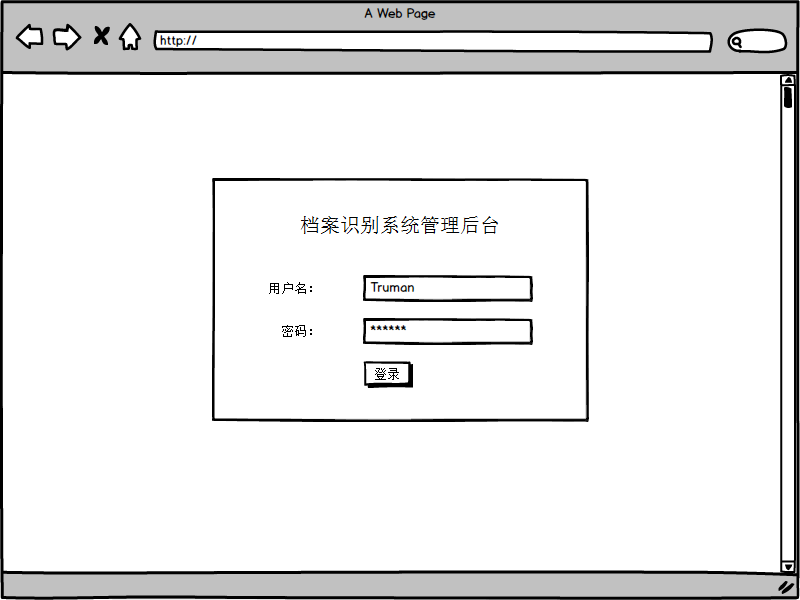 A Web Page
http://
档案识别系统管理后台
用户名： Truman
密码： ******
登录